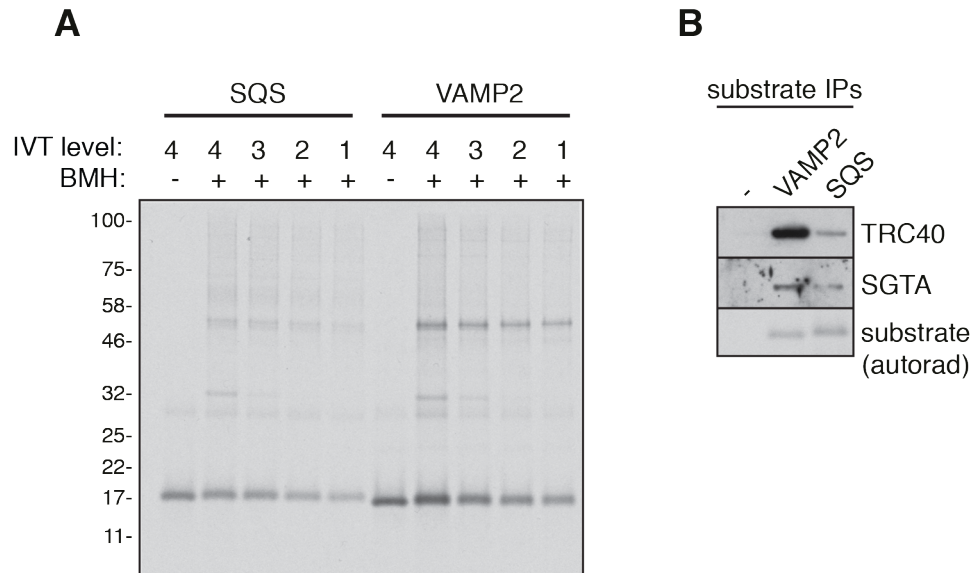 A
SQS VAMP2
IVT level: 4 4 3 2 1 4 4 3 2 1
BMH: - + + + + - + + + +
100-
75-
58-
46-
32-
25-
22-
17-
11-
B
substrate IPs
- VAMP2 SQS
TRC40
SGTA
substrate
(autorad)